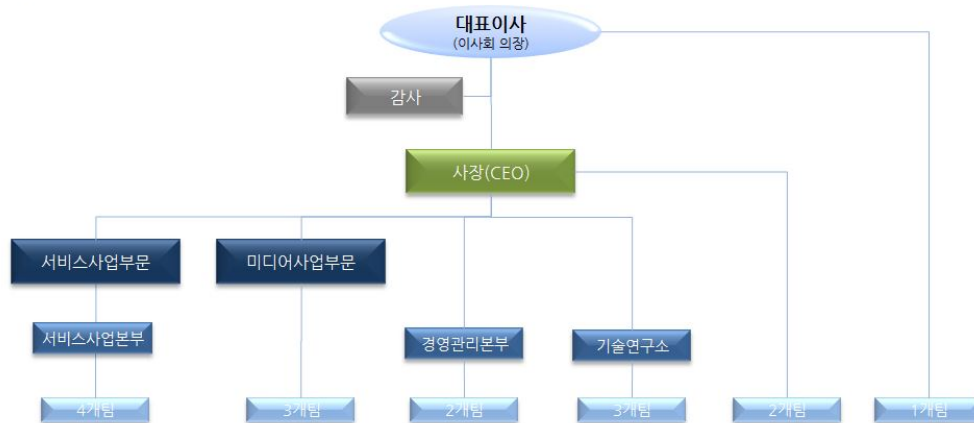 대표이사
(이사회 의장)
감사
사장(CEO)
서비스사업부문
미디어사업부문
서비스사업본부
경영관리본부
기술연구소
4개팀
3개팀
2개팀
3개팀
2개팀
1개팀